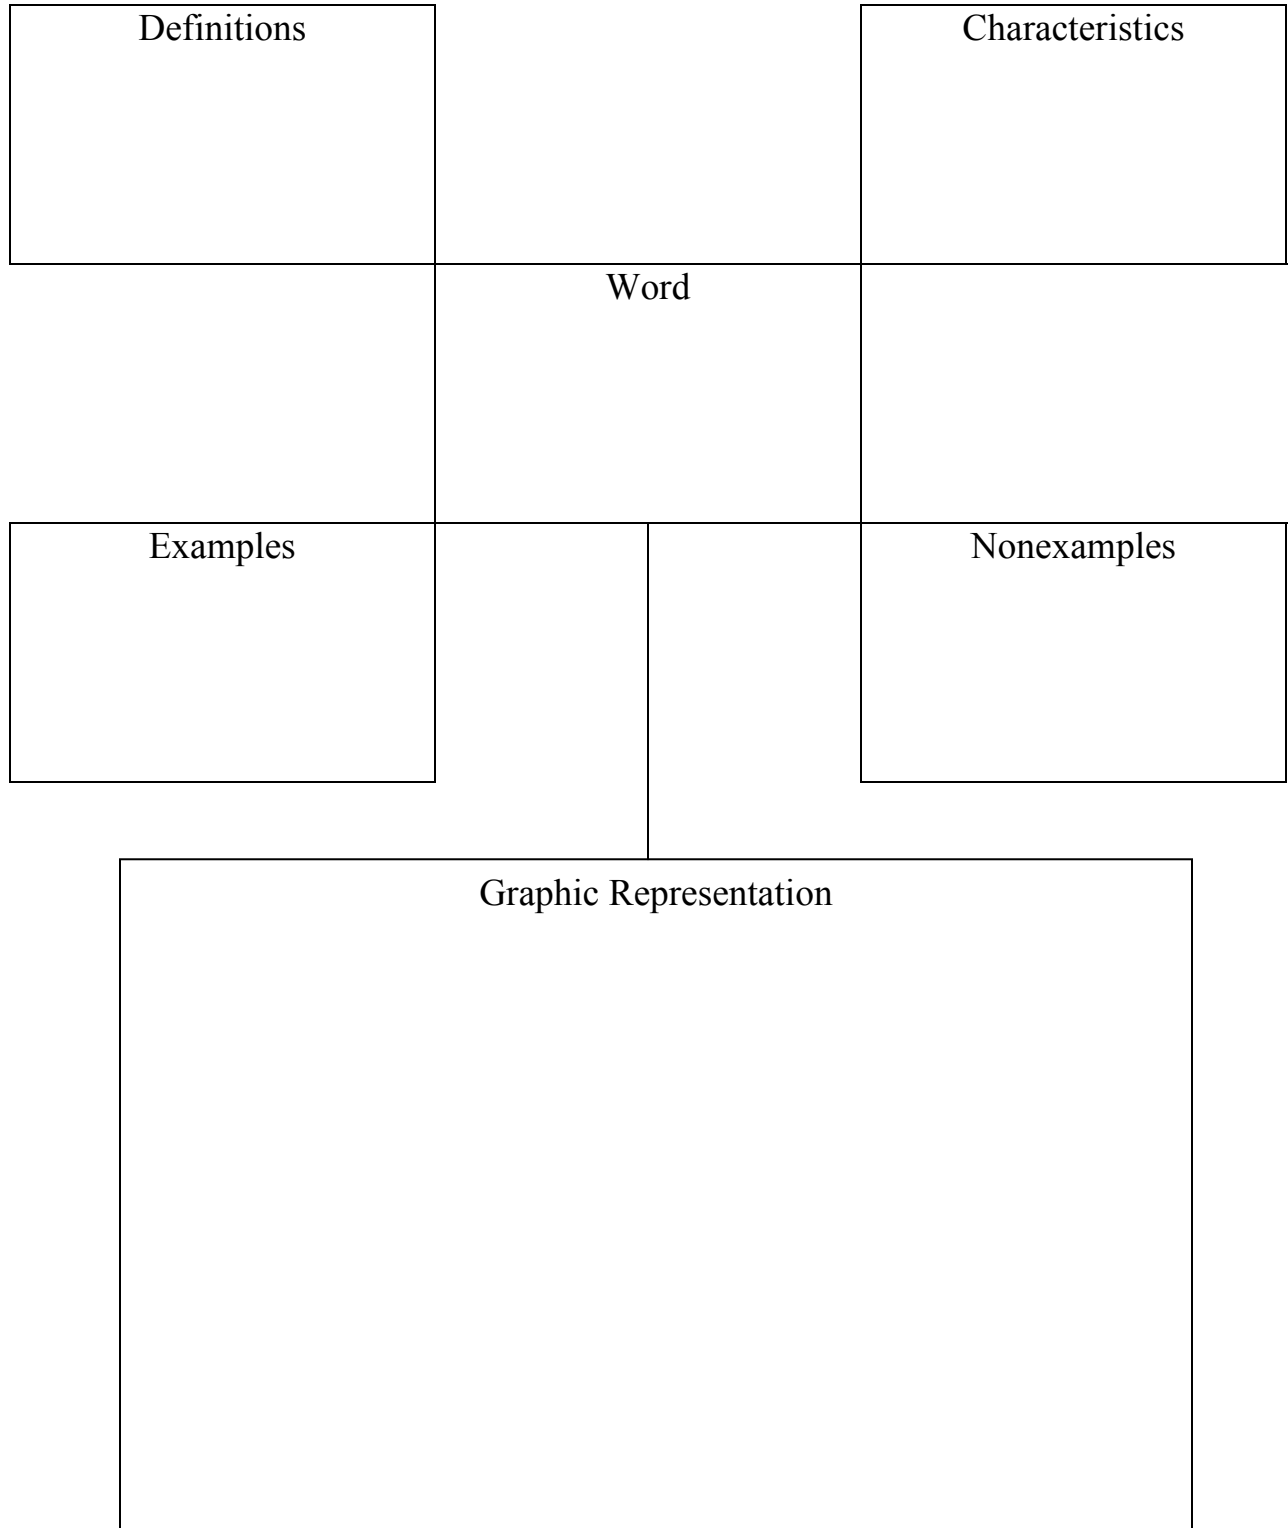 Definitions
Characteristics
Word
Examples
Nonexamples
Graphic Representation